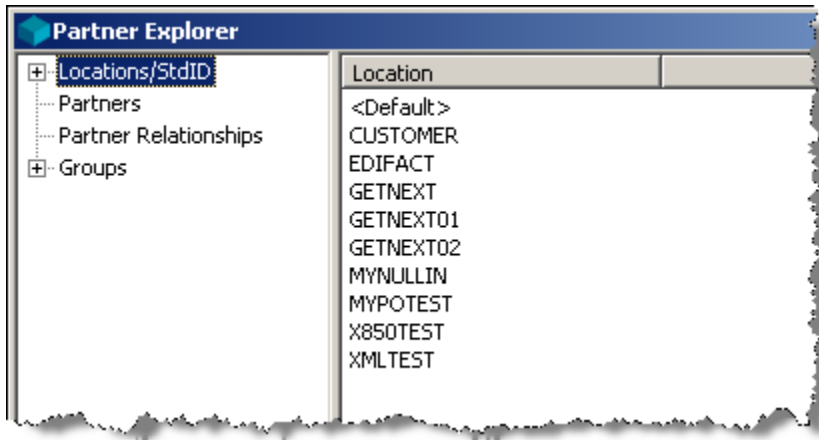 Partner Explorer
Locations/StdID
Partners
Partner Relationships
Groups
Location
<Default>
CUSTOMER
EDIFACT
GETNEXT
GETNEXT01
GETNEXT02
MYNULLIN
MYPOTEST
X850TEST
XMLTEST